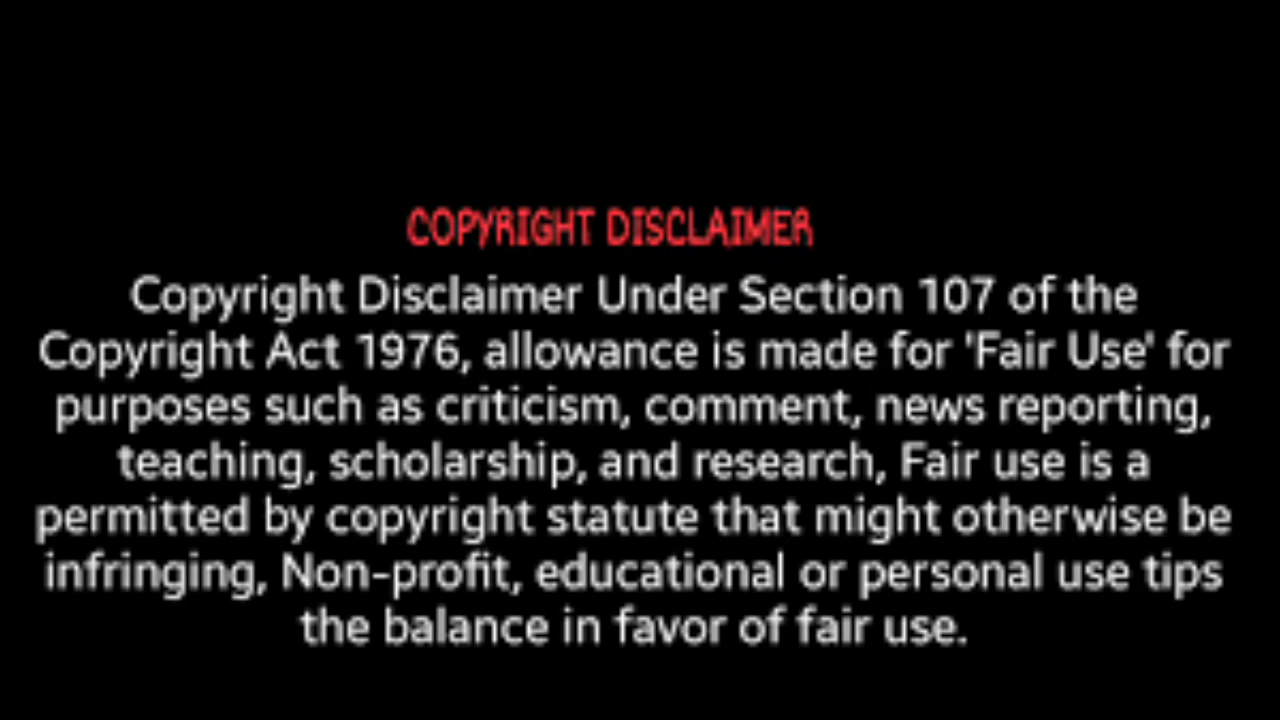 COPYRIGHT DISCLAIMER
Copyright Disclaimer Under Section 107 of the
Copyright Act 1976, allowance is made for 'Fair Use' for
purposes such as criticism, comment, news reporting,
teaching, scholarship, and research, Fair use is a
permitted by copyright statute that might otherwise be
infringing, Non-profit, educational or personal use tips
the balance in favor of fair use.